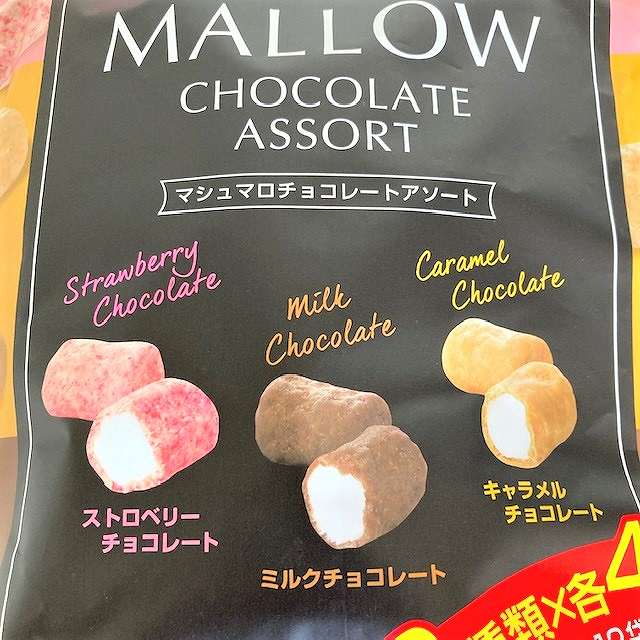 MALLOW
CHOCOLATE
ASSORT
マシュマロチョコレートアソート
Strawberry
Chocolate
Milk
Chocolate
Caramel
Chocolate
ストロベリー
チョコレート
ミルクチョコレート
キャラメル
チョコレート
種類×各4